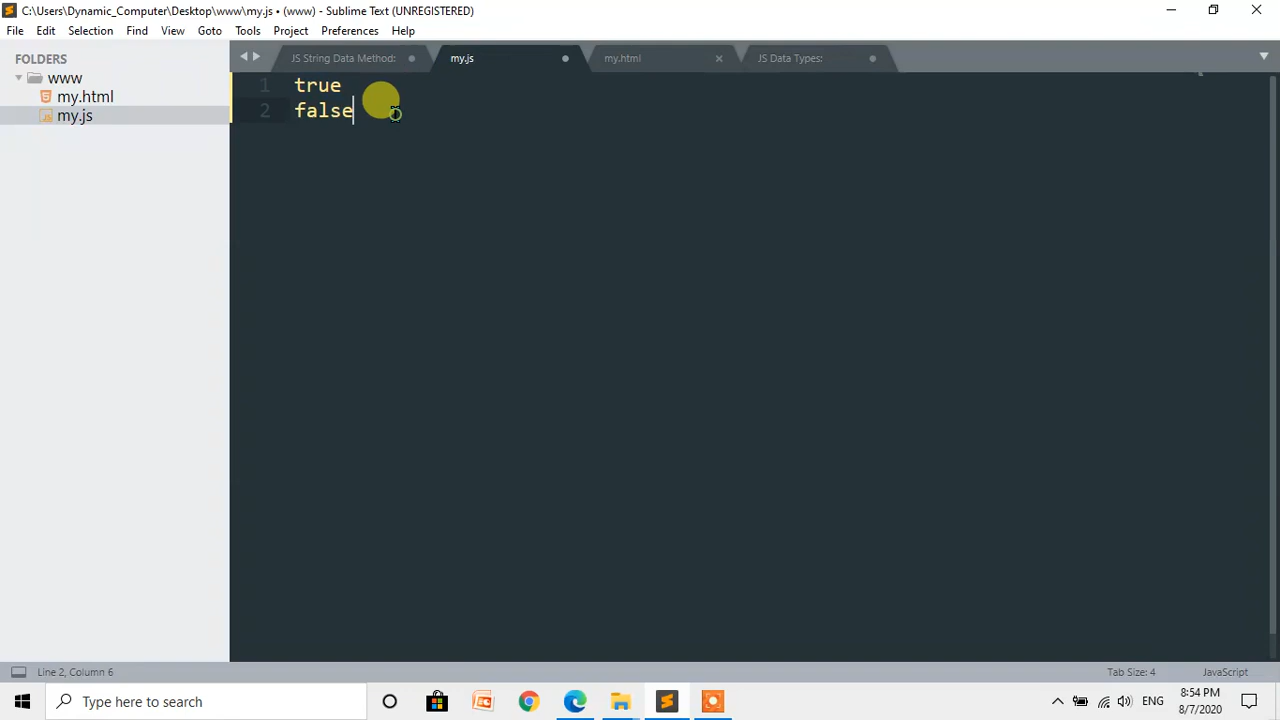 C:\Users\Dynamic_Computer\Desktop\www\my.js • (www) - Sublime Text (UNREGISTERED)
File Edit Selection Find View Goto Tools Project Preferences Help
FOLDERS
www
my.html
my.js
JS String Data Method:
my.js
my.html
JS Data Types:
1 true
2 false
Line 2, Column 6
Tab Size: 4
JavaScript
Type here to search
ENG
8:54 PM
8/7/2020